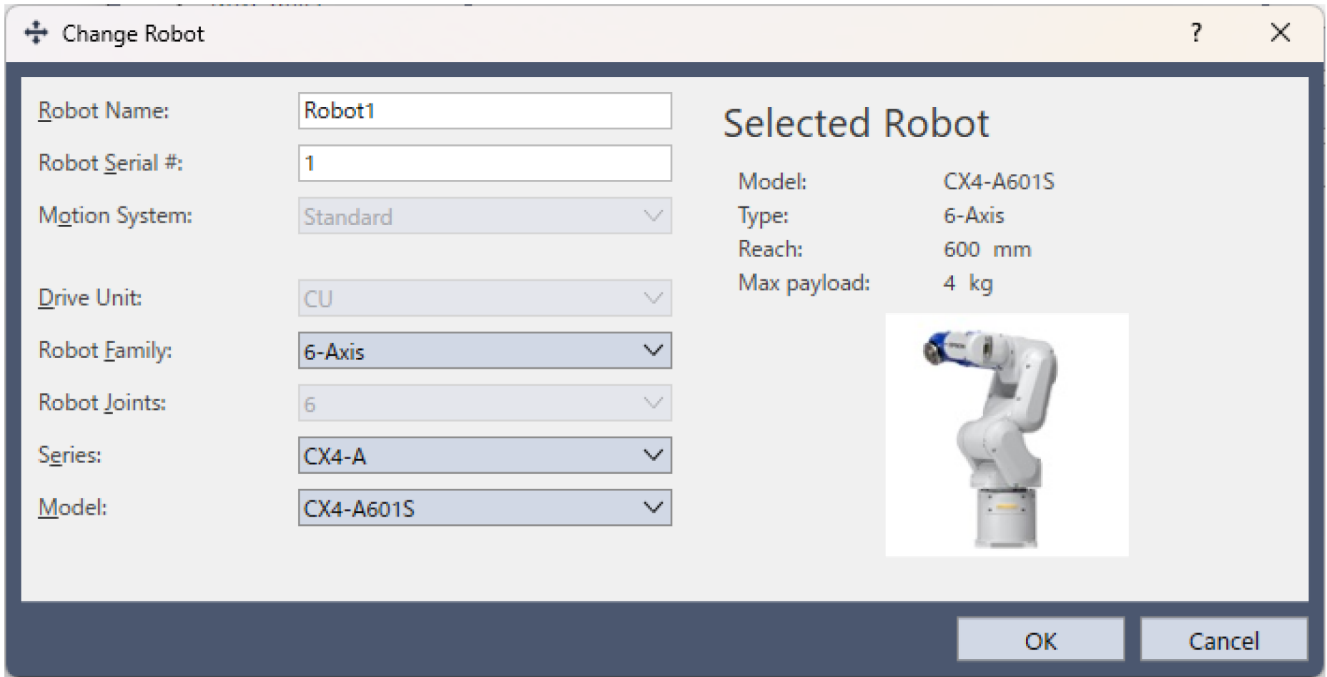 Change Robot
?
Robot Name:
Robot1
Robot Serial #:
1
Motion System:
Standard
Drive Unit:
CU
Robot Family:
6-Axis
Robot Joints:
6
Series:
CX4-A
Model:
CX4-A601S
Selected Robot
Model: CX4-A601S
Type: 6-Axis
Reach: 600 mm
Max payload: 4 kg
OK
Cancel